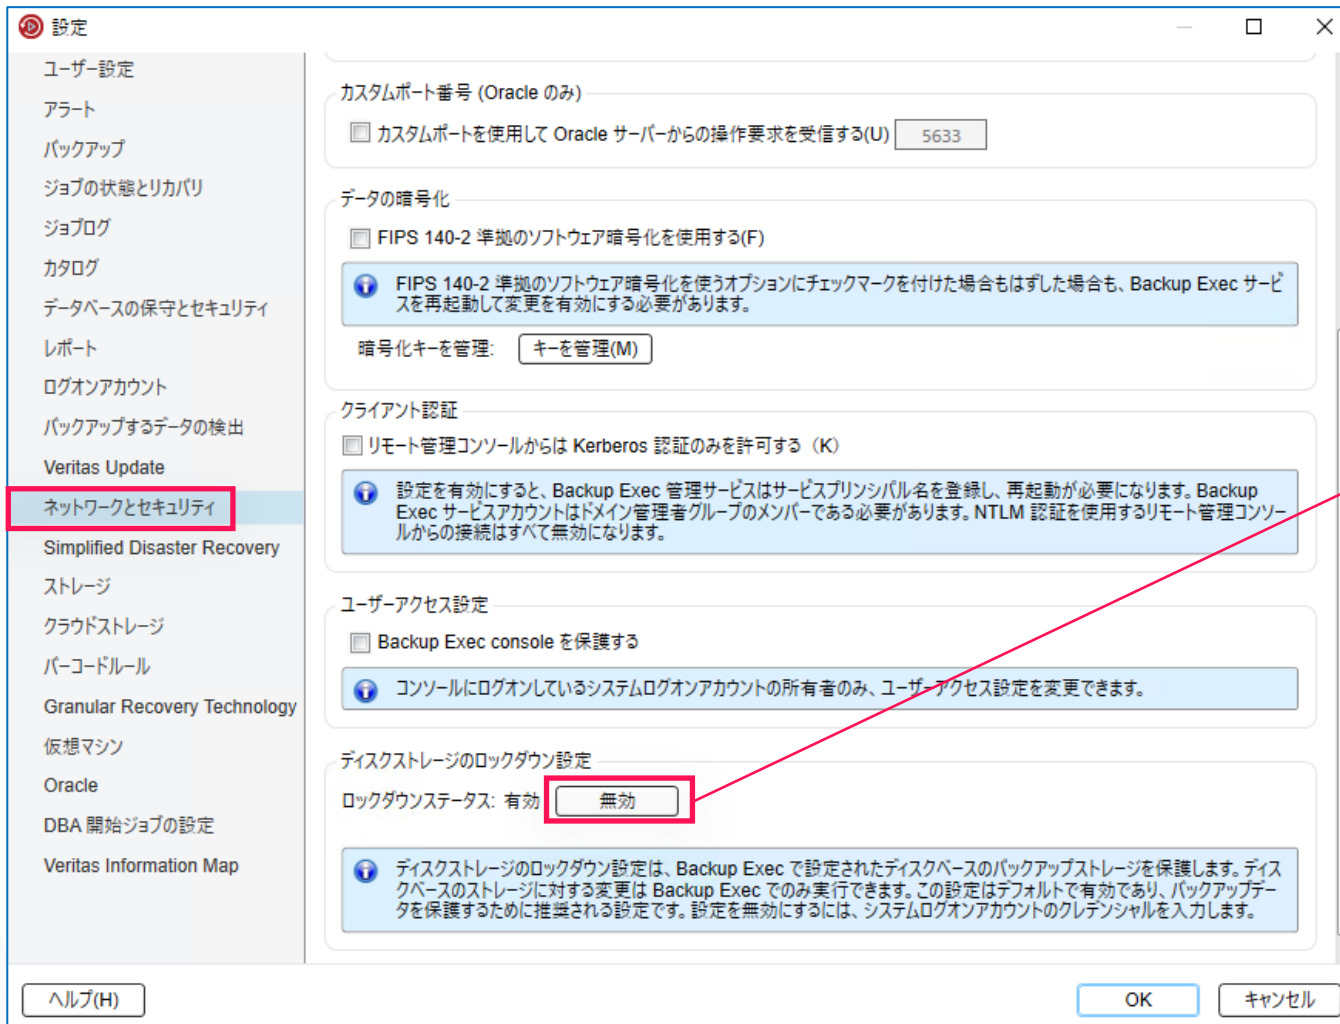 設定
ユーザー設定
アラート
バックアップ
ジョブの状態とリカバリ
ジョブログ
カタログ
データベースの保守とセキュリティ
レポート
ログオンアカウント
バックアップするデータの検出
Veritas Update
ネットワークとセキュリティ
Simplified Disaster Recovery
ストレージ
クラウドストレージ
バーコードルール
Granular Recovery Technology
仮想マシン
Oracle
DBA 開始ジョブの設定
Veritas Information Map
カスタムポート番号 (Oracle のみ)
カスタムポートを使用して Oracle サーバーからの操作要求を受信する(U) 5633
データの暗号化
FIPS 140-2 準拠のソフトウェア暗号化を使用する(F)
FIPS 140-2 準拠のソフトウェア暗号化を使うオプションにチェックマークを付けた場合もはずした場合も、Backup Exec サービ
スを再起動して変更を有効にする必要があります。
暗号化キーを管理: キーを管理(M)
クライアント認証
リモート管理コンソールからは Kerberos 認証のみを許可する（K）
設定を有効にすると、Backup Exec 管理サービスはサービスプリンシパル名を登録し、再起動が必要になります。Backup
Exec サービスアカウントはドメイン管理者グループのメンバーである必要があります。NTLM 認証を使用するリモート管理コンソー
ルからの接続はすべて無効になります。
ユーザーアクセス設定
Backup Exec console を保護する
コンソールにログオンしているシステムログオンアカウントの所有者のみ、ユーザーアクセス設定を変更できます。
ディスクストレージのロックダウン設定
ロックダウンステータス: 有効 無効
ディスクストレージのロックダウン設定は、Backup Exec で設定されたディスクベースのバックアップストレージを保護します。ディス
クベースのストレージに対する変更は Backup Exec でのみ実行できます。この設定はデフォルトで有効であり、バックアップデー
タを保護するために推奨される設定です。設定を無効にするには、システムログオンアカウントのクレデンシャルを入力します。
ヘルプ(H) OK キャンセル